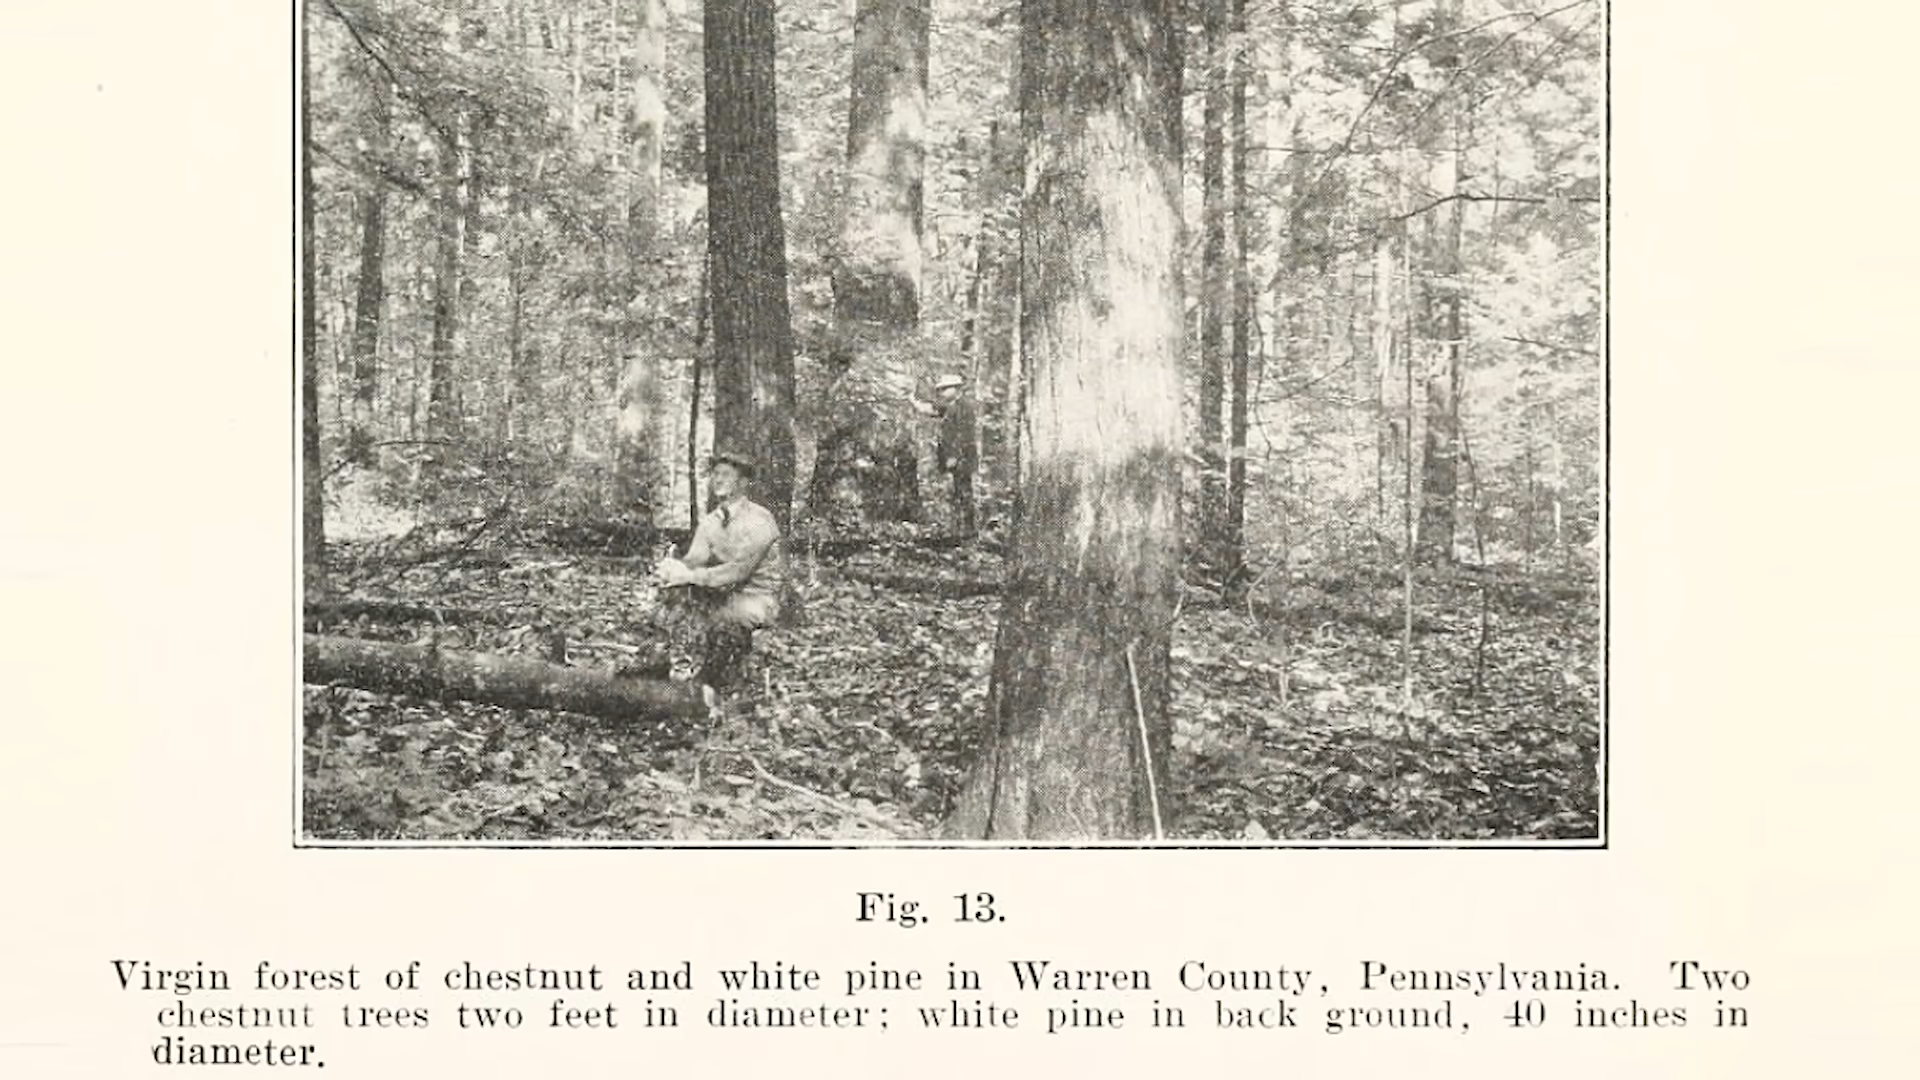 Fig. 13.
Virgin forest of chestnut and white pine in Warren County, Pennsylvania. Two
chestnut trees two feet in diameter; white pine in back ground, 40 inches in
diameter.